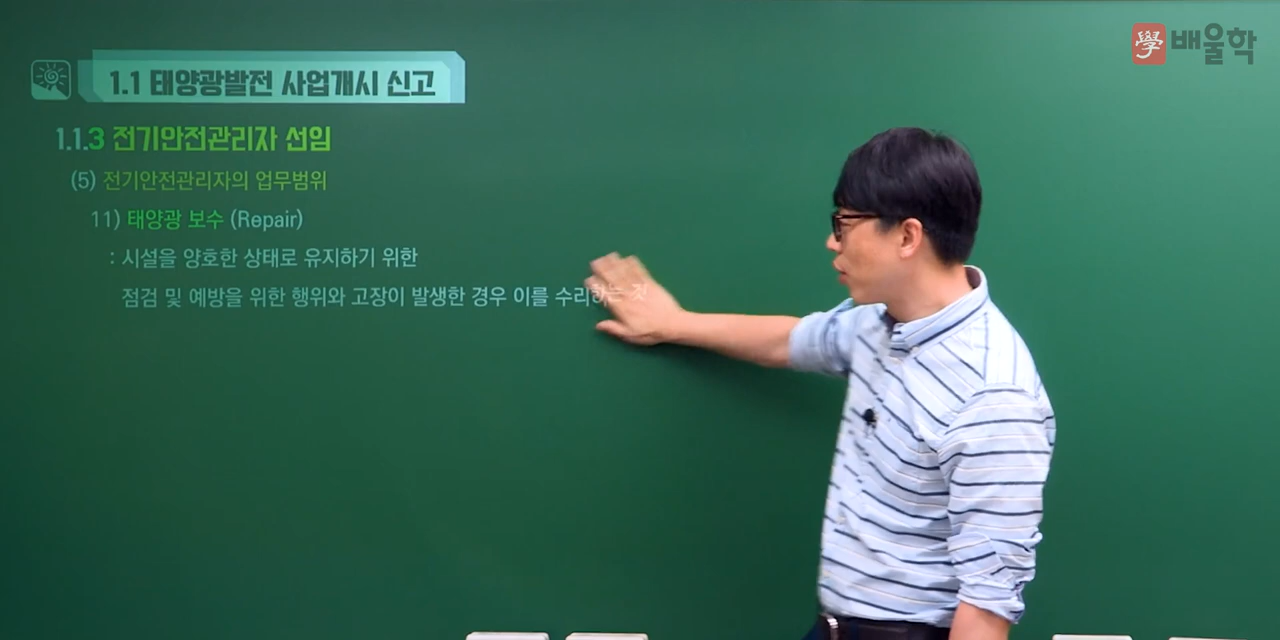 學 배울학
1.1 태양광발전 사업개시 신고
1.1.3 전기안전관리자 선임
(5) 전기안전관리자의 업무범위
11) 태양광 보수 (Repair)
: 시설을 양호한 상태로 유지하기 위한
점검 및 예방을 위한 행위와 고장이 발생한 경우 이를 수리하는 것